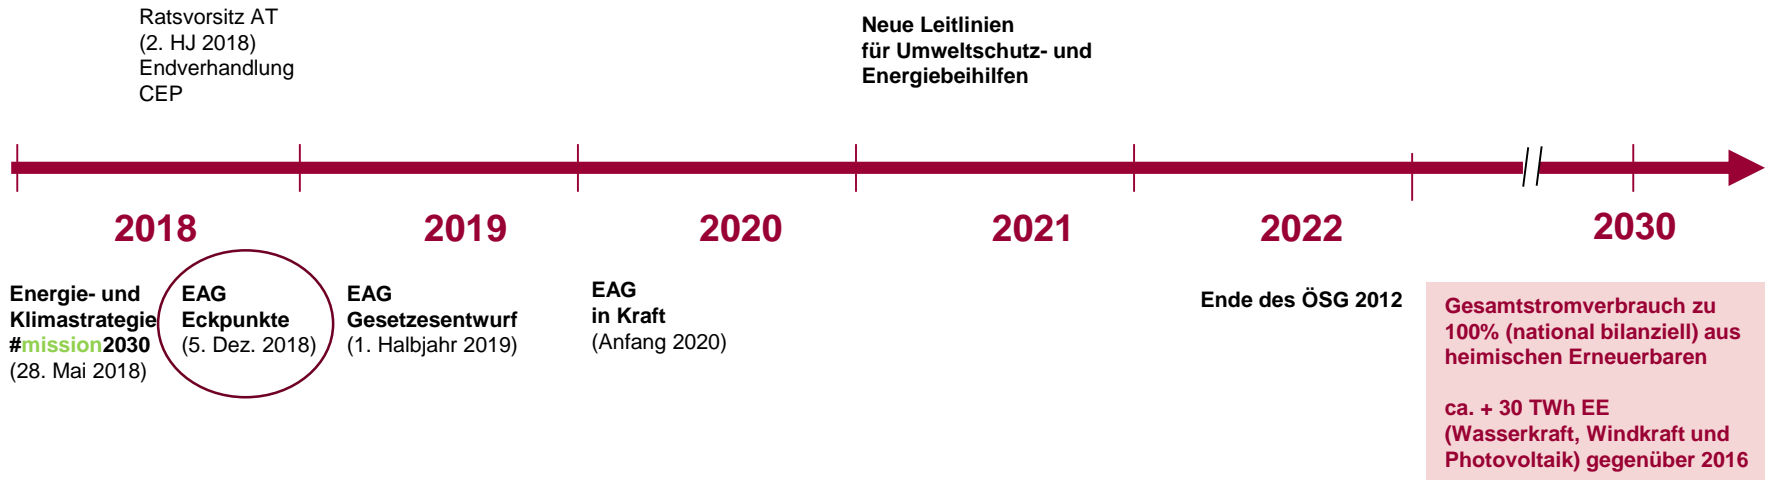 Ratsvorsitz AT
(2. HJ 2018)
Endverhandlung
CEP
Neue Leitlinien
für Umweltschutz- und
Energiebeihilfen
2018
2019
2020
2021
2022
2030
Energie- und
Klimastrategie
#mission2030
(28. Mai 2018)
EAG
Eckpunkte
(5. Dez. 2018)
EAG
Gesetzesentwurf
(1. Halbjahr 2019)
EAG
in Kraft
(Anfang 2020)
Ende des ÖSG 2012
Gesamtstromverbrauch zu
100% (national bilanziell) aus
heimischen Erneuerbaren
ca. + 30 TWh EE
(Wasserkraft, Windkraft und
Photovoltaik) gegenüber 2016